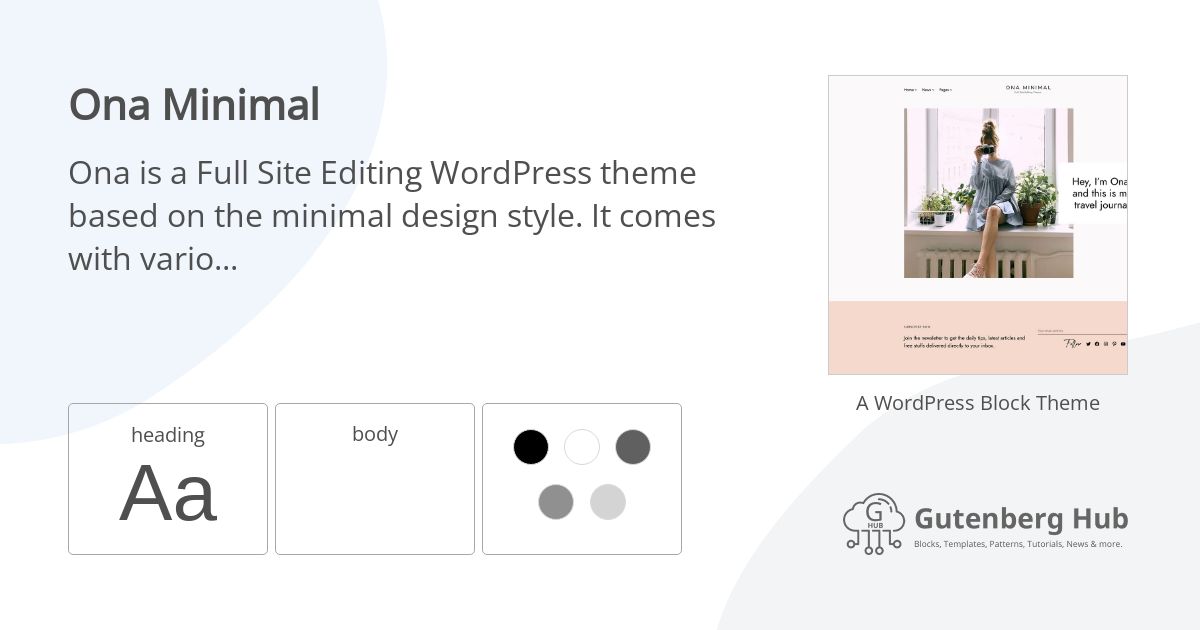 Ona Minimal
Ona is a Full Site Editing WordPress theme
based on the minimal design style. It comes
with vario...
heading
Aa
body
Home
News
Pages
ONA MINIMAL
Hey, I'm Ona
and this is m
travel journa
Join the newsletter to get the daily tips, latest articles and
free stuffs delivered directly to your inbox.
Follow
A WordPress Block Theme
G
HUB
Gutenberg Hub
Blocks, Templates, Patterns, Tutorials, News & more.